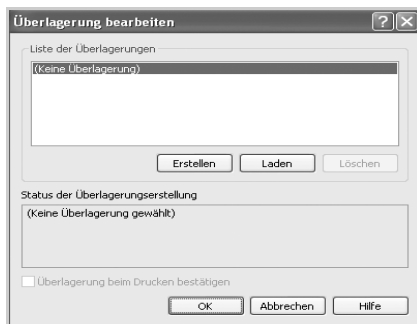 Überlagerung bearbeiten
Liste der Überlagerungen
(Keine Überlagerung)
Erstellen Laden Löschen
Status der Überlagerungserstellung
(Keine Überlagerung gewählt)
Überlagerung beim Drucken bestätigen
OK Abbrechen Hilfe